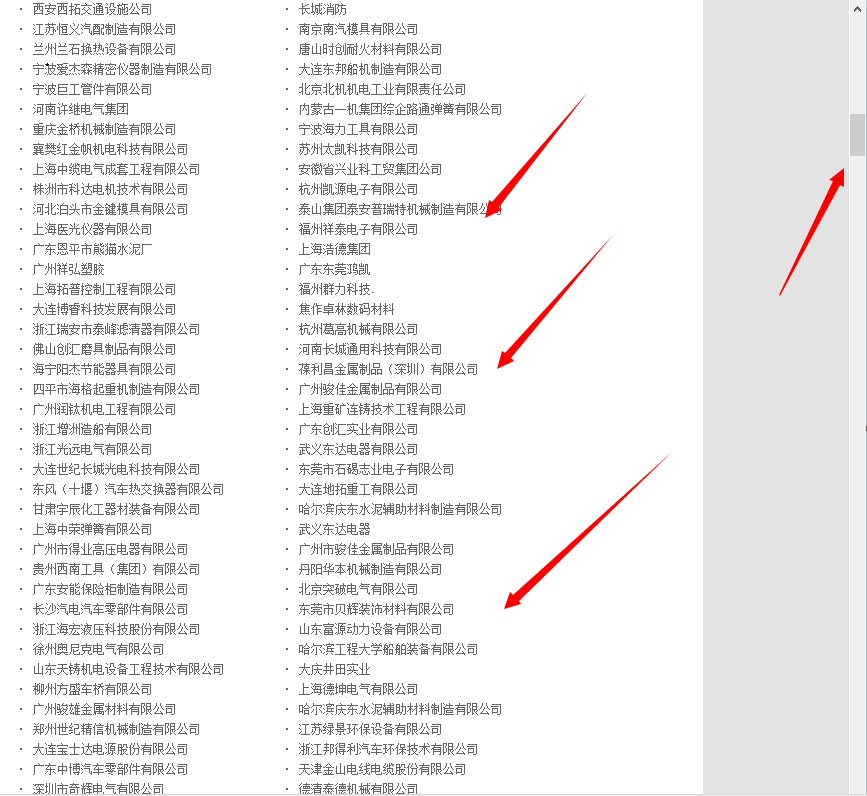 · 西安西拓交通设施公司
· 长城消防
· 江苏恒义汽配制造有限公司
· 南京南汽模具有限公司
· 兰州兰石换热设备有限公司
· 唐山时创耐火材料有限公司
· 宁波爱杰森精密仪器制造有限公司
· 大连东邦船机制造有限公司
· 宁波巨工管件有限公司
· 北京北机机电工业有限责任公司
· 河南许继电气集团
· 内蒙古一机集团综企路通弹簧有限公司
· 重庆金桥机械制造有限公司
· 宁波海力工具有限公司
· 襄樊红金帆机电科技有限公司
· 苏州太凯科技有限公司
· 上海中缆电气成套工程有限公司
· 安徽省兴业科工贸集团公司
· 株洲市科达电机技术有限公司
· 杭州凯源电子有限公司
· 河北泊头市金键模具有限公司
· 泰山集团泰安普瑞特机械制造有限公司
· 上海医光仪器有限公司
· 福州祥泰电子有限公司
· 广东恩平市熊猫水泥厂
· 上海浩德集团
· 广州祥弘塑胶
· 广东东莞鸿凯
· 上海拓普控制工程有限公司
· 福州群力科技.
· 大连博睿科技发展有限公司
· 焦作卓林数码材料
· 浙江瑞安市泰峰滤清器有限公司
· 杭州葛高机械有限公司
· 佛山创汇磨具制品有限公司
· 河南长城通用科技有限公司
· 海宁阳杰节能器具有限公司
· 葆利昌金属制品（深圳）有限公司
· 四平市海格起重机制造有限公司
· 广州骏佳金属制品有限公司
· 广州润钛机电工程有限公司
· 上海重矿连铸技术工程有限公司
· 浙江增洲造船有限公司
· 广东创汇实业有限公司
· 浙江光远电气有限公司
· 武义东达电器有限公司
· 大连世纪长城光电科技有限公司
· 东莞市石碣志业电子有限公司
· 东风（十堰）汽车热交换器有限公司
· 大连地拓重工有限公司
· 甘肃宇辰化工器材装备有限公司
· 哈尔滨庆东水泥辅助材料制造有限公司
· 上海中荣弹簧有限公司
· 武义东达电器
· 广州市得业高压电器有限公司
· 广州市骏佳金属制品有限公司
· 贵州西南工具（集团）有限公司
· 丹阳华本机械制造有限公司
· 广东安能保险柜制造有限公司
· 北京突破电气有限公司
· 长沙汽电汽车零部件有限公司
· 东莞市贝辉装饰材料有限公司
· 浙江海宏液压科技股份有限公司
· 山东富源动力设备有限公司
· 徐州奥尼克电气有限公司
· 哈尔滨工程大学船舶装备有限公司
· 山东天铸机电设备工程技术有限公司
· 大庆井田实业
· 柳州方盛车桥有限公司
· 上海德坤电气有限公司
· 广州骏雄金属材料有限公司
· 哈尔滨庆东水泥辅助材料制造有限公司
· 郑州世纪精信机械制造有限公司
· 江苏绿景环保设备有限公司
· 大连宝士达电源股份有限公司
· 浙江邦得利汽车环保技术有限公司
· 广东中博汽车零部件有限公司
· 天津金山电线电缆股份有限公司
· 深圳市奇辉电气有限公司
· 德清泰德机械有限公司